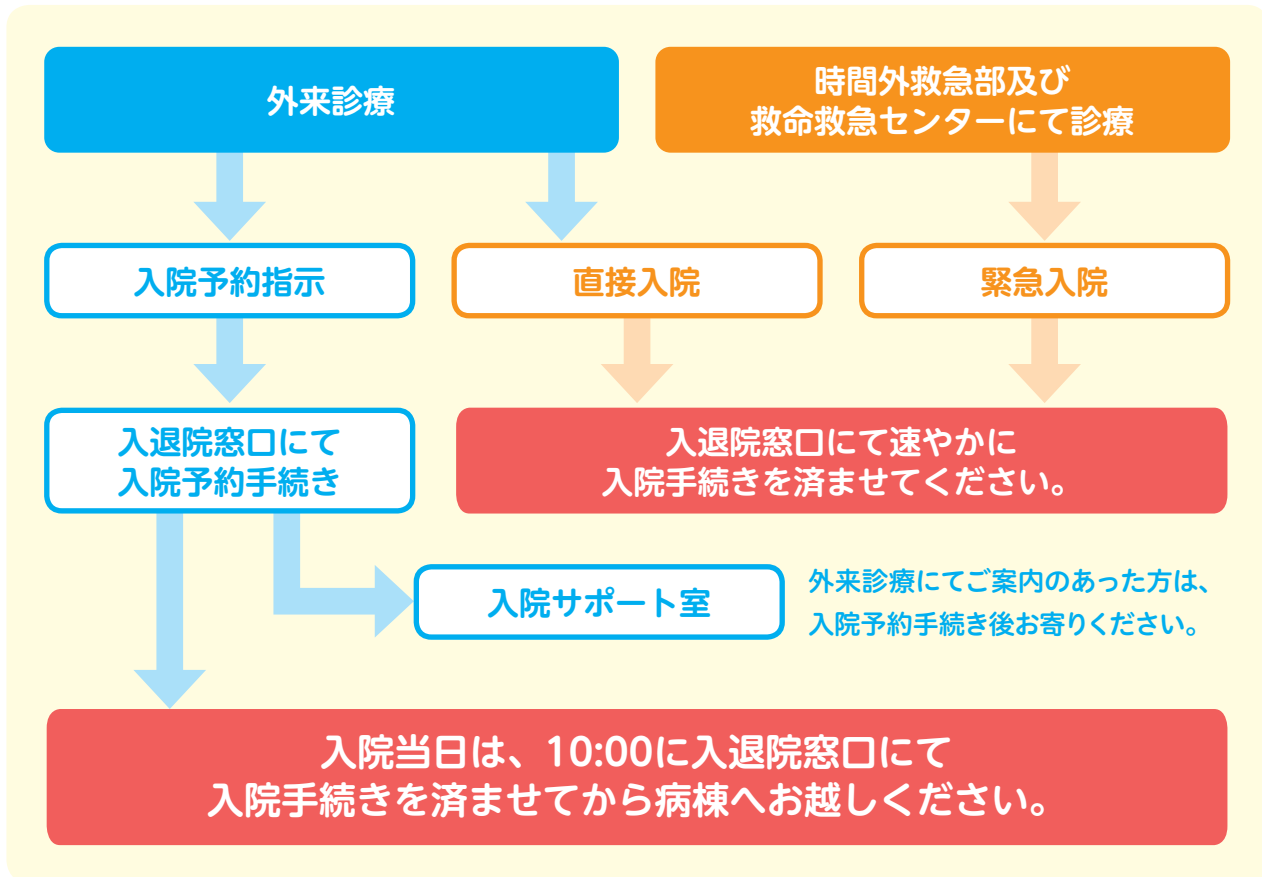 外来診療
時間外救急部及び
救命救急センターにて診療
入院予約指示
直接入院
緊急入院
入退院窓口にて
入院予約手続き
入退院窓口にて速やかに
入院手続きを済ませてください。
入院サポート室
外来診療にてご案内のあった方は、
入院予約手続き後お寄りください。
入院当日は、10:00に入退院窓口にて
入院手続きを済ませてから病棟へお越しください。